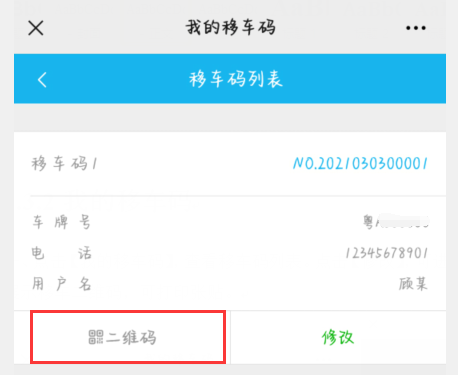 我的移车码
移车码列表
移车码1 NO.2021030300001
车牌号 粤
电话 12345678901
用户名 顾某
二维码 修改